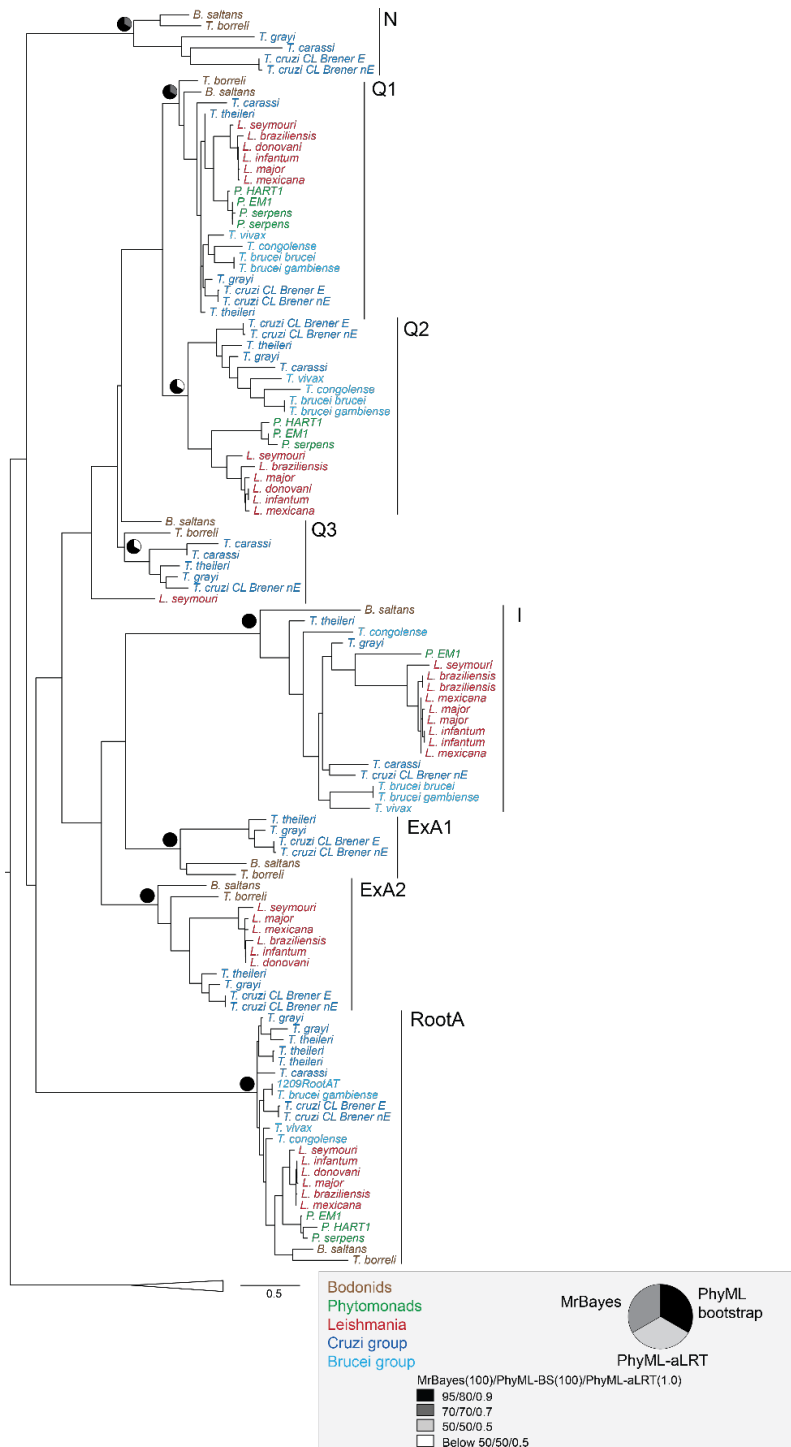 B. saltans
T. borreli
N
T. grayi
T. carassi
T. cruzi CL Brener E
T. cruzi CL Brener nE
T. borreli
Q1
B. saltans
T. carassi
T. theileri
L. seymouri
L. braziliensis
L. donovani
L. infantum
L. major
L. mexicana
P. HART1
P. EM1
P. serpens
P. serpens
T. vivax
T. congolense
T. brucei brucei
T. brucei gambiense
T. grayi
T. cruzi CL Brener E
T. cruzi CL Brener nE
T. theileri
T. cruzi CL Brener E
Q2
T. cruzi CL Brener nE
T. theileri
T. grayi
T. carassi
T. vivax
T. congolense
T. brucei brucei
T. brucei gambiense
P. HART1
P. EM1
P. serpens
L. seymouri
L. braziliensis
L. major
L. donovani
L. infantum
L. mexicana
B. saltans
Q3
T. borreli
T. carassi
T. carassi
T. theileri
T. grayi
T. cruzi CL Brener nE
L. seymouri
B. saltans
I
T. theileri
T. congolense
T. grayi
P. EM1
L. seymouri
L. braziliensis
L. braziliensis
L. mexicana
L. major
L. major
L. infantum
L. infantum
L. mexicana
T. carassi
T. cruzi CL Brener nE
T. brucei brucei
T. brucei gambiense
T. vivax
T. theileri
ExA1
T. grayi
T. cruzi CL Brener E
T. cruzi CL Brener nE
B. saltans
T. borreli
B. saltans
ExA2
T. borreli
L. seymouri
L. major
L. mexicana
L. braziliensis
L. infantum
L. donovani
T. theileri
T. grayi
T. cruzi CL Brener E
T. cruzi CL Brener nE
T. grayi
RootA
T. grayi
T. theileri
T. theileri
T. theileri
T. carassi
1209RootAT
T. brucei gambiense
T. cruzi CL Brener E
T. cruzi CL Brener nE
T. vivax
T. congolense
L. seymouri
L. infantum
L. donovani
L. major
L. braziliensis
L. mexicana
P. EM1
P. HART1
P. serpens
B. saltans
T. borreli
0.5
Bodonids
Phytomonads
Leishmania
Cruzi group
Brucei group
MrBayes
PhyML
bootstrap
PhyML-aLRT
MrBayes(100)/PhyML-BS(100)/PhyML-aLRT(1.0)
95/80/0.9
70/70/0.7
50/50/0.5
Below 50/50/0.5